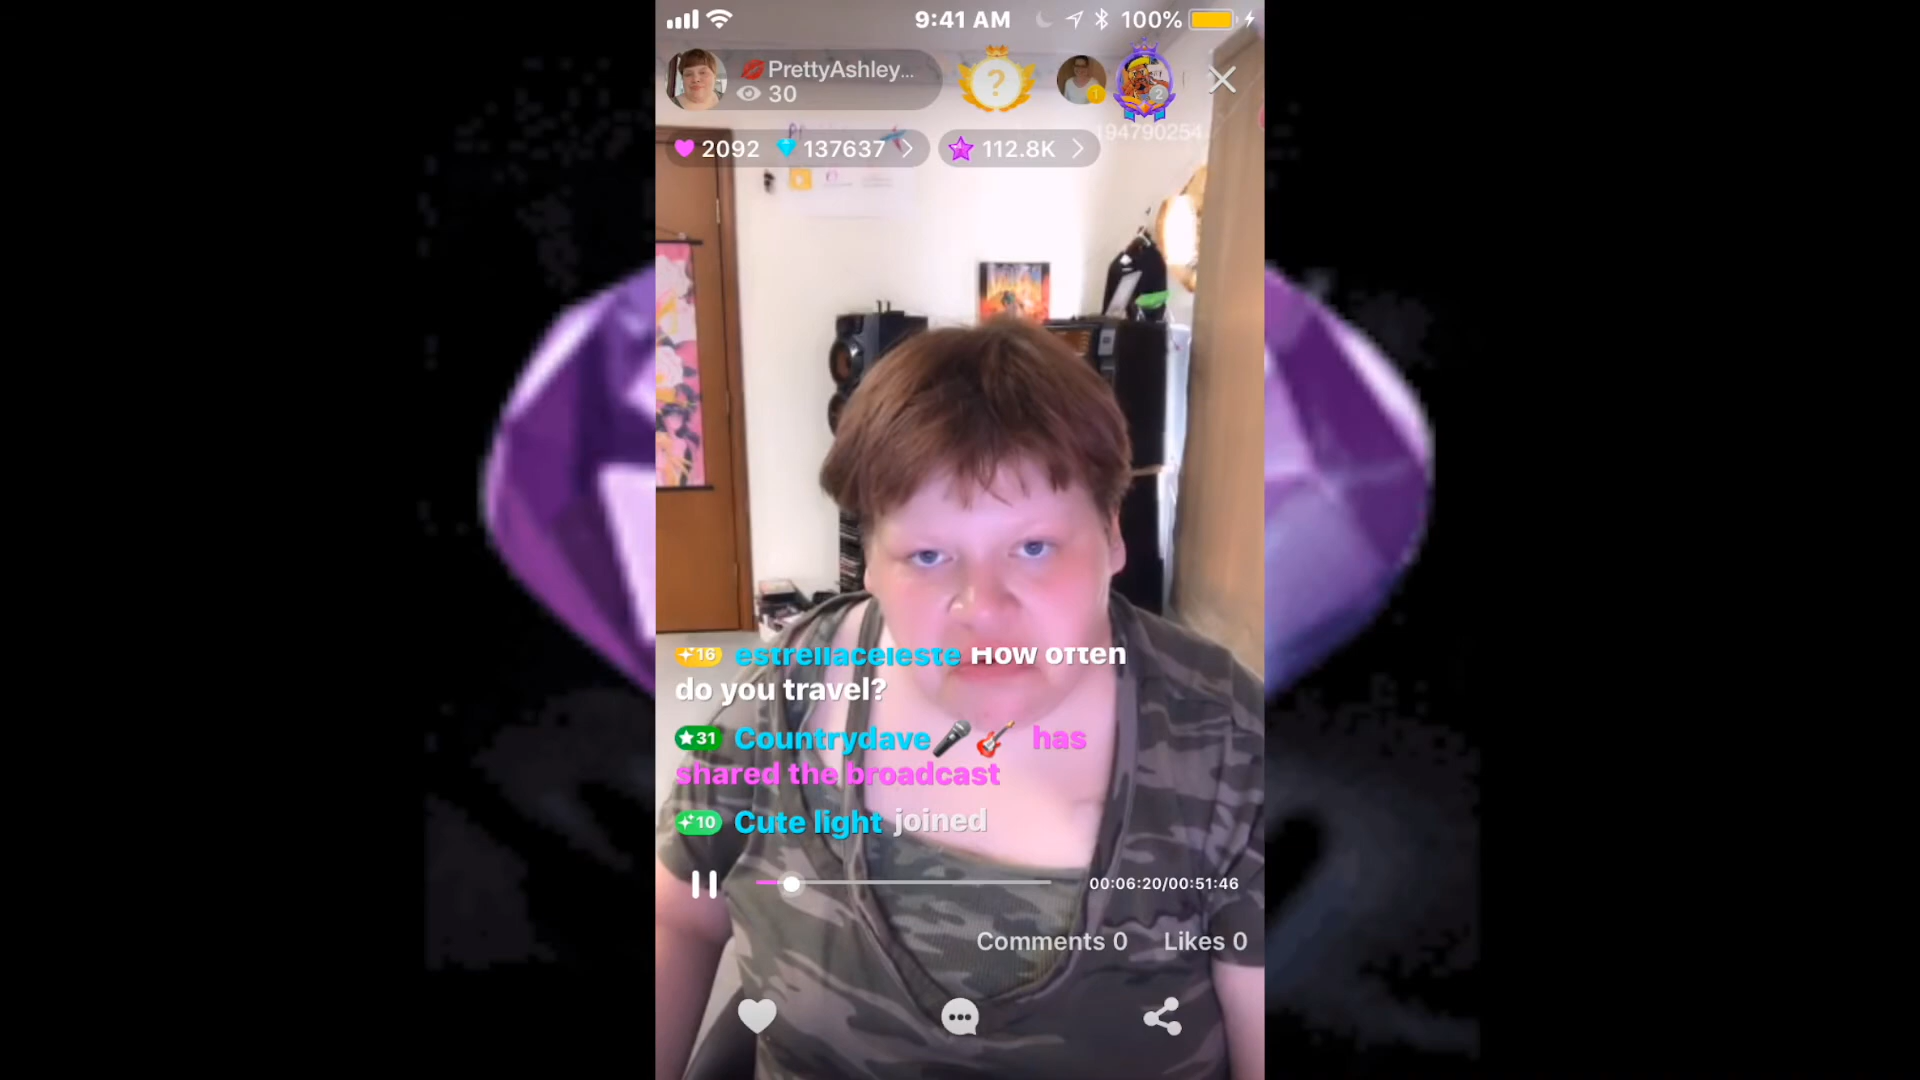 9:41 AM 100%
PrettyAshley...
30
?
1
2
194790254
2092 137637 112.8K
16 estrellaceleste How often
do you travel?
31 Countrydave has
shared the broadcast
10 Cute light joined
00:06:20/00:51:46
Comments 0 Likes 0